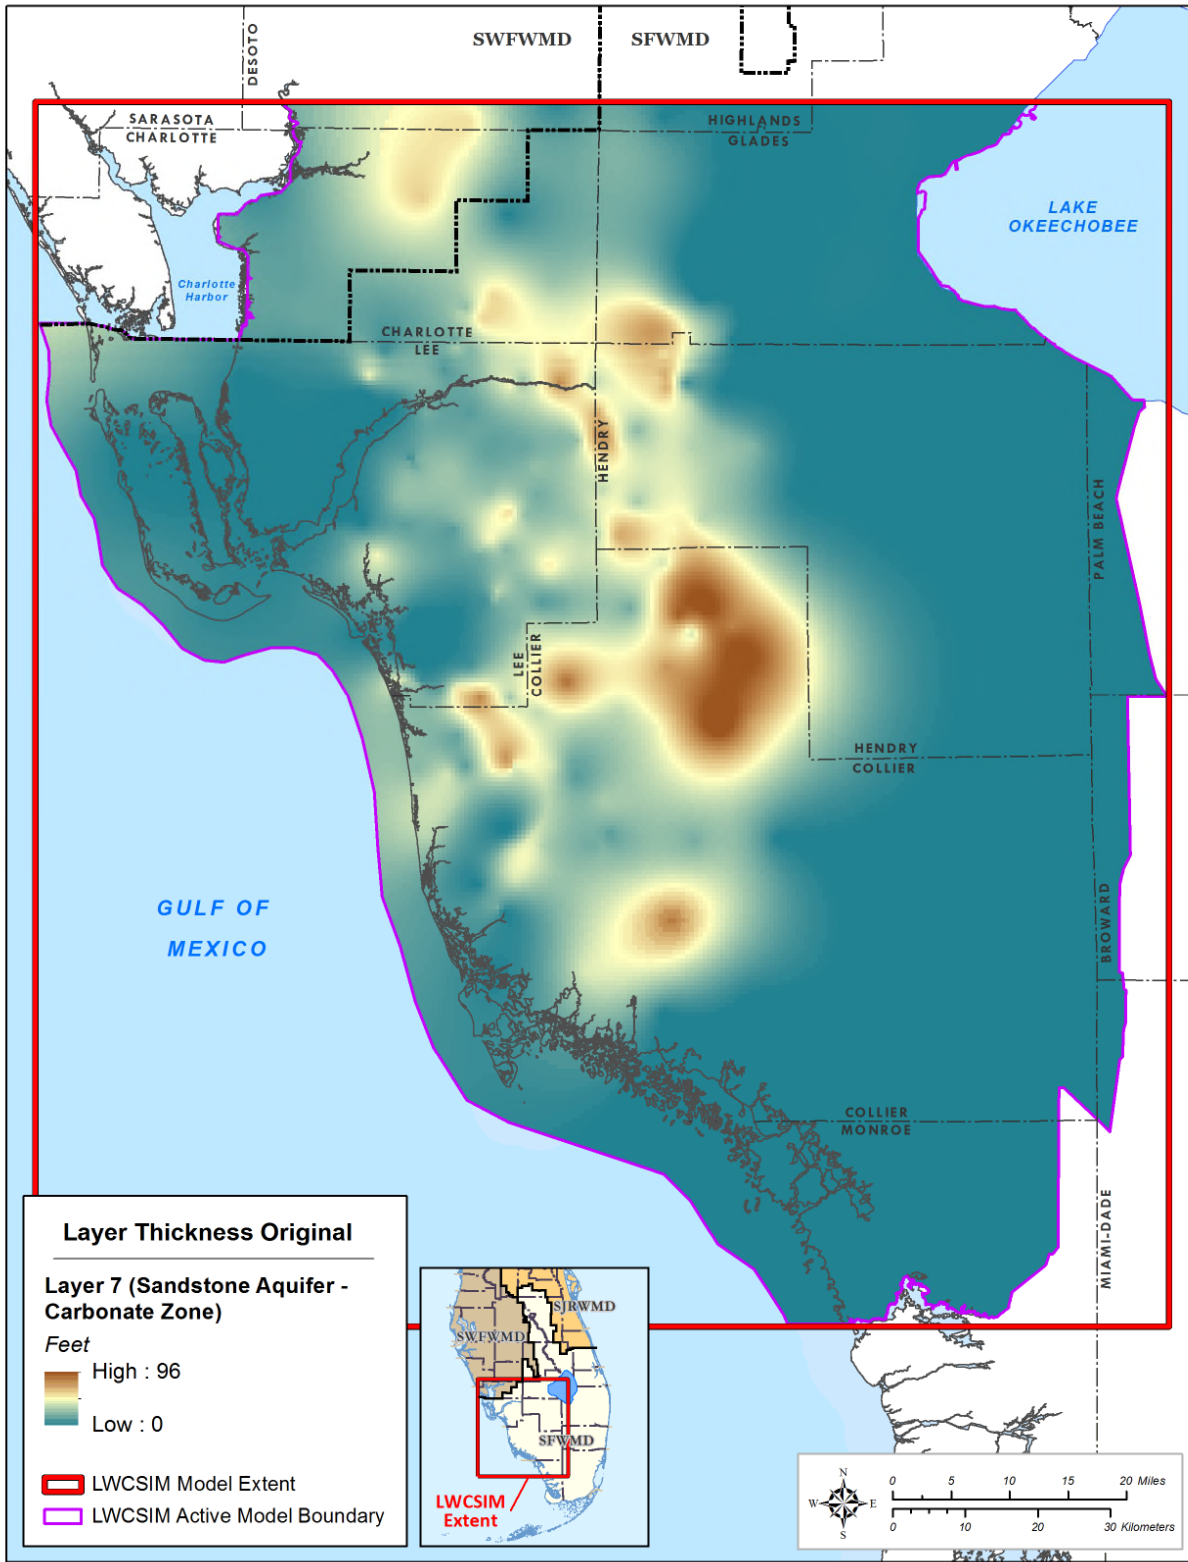 DESOTO
SWFWMD
SFWMD
SARASOTA
CHARLOTTE
HIGHLANDS
GLADES
LAKE
OKEECHOBEE
Charlotte
Harbor
CHARLOTTE
LEE
HENDRY
PALM BEACH
LEE
COLLIER
HENDRY
COLLIER
GULF OF
MEXICO
BROWARD
COLLIER
MONROE
MIAMI-DADE
Layer Thickness Original
Layer 7 (Sandstone Aquifer -
Carbonate Zone)
Feet
High : 96
Low : 0
LWCSIM Model Extent
LWCSIM Active Model Boundary
SJRWMD
SWFWMD
SFWMD
LWCSIM
Extent
N
W E
S
0 5 10 15 20 Miles
0 10 20 30 Kilometers